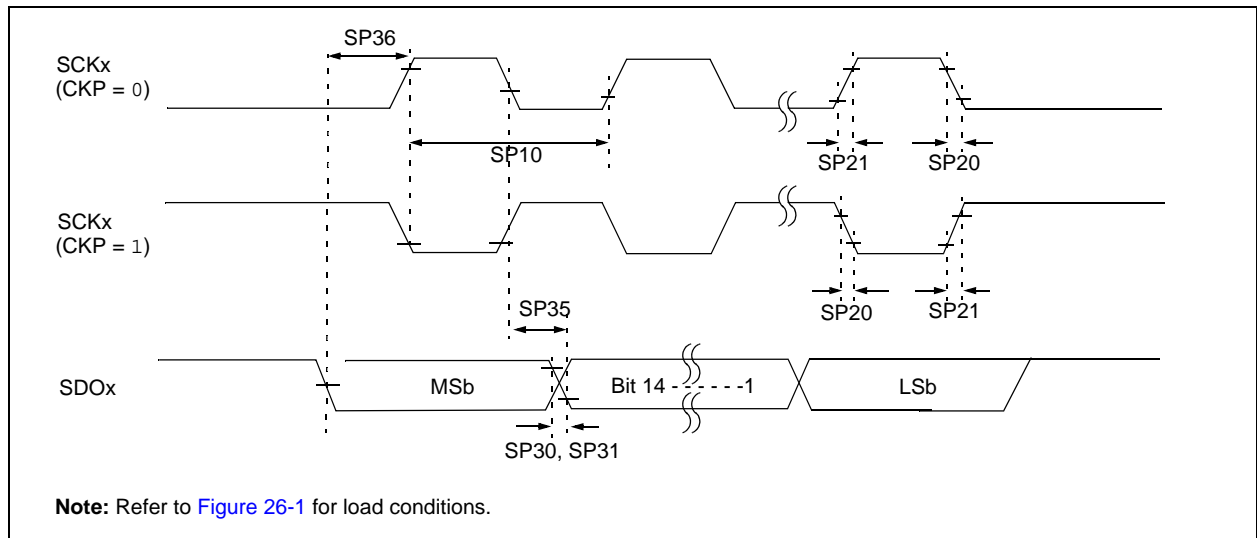 SP36
SCKx
(CKP = 0)
SP10
SP21
SP20
SCKx
(CKP = 1)
SP35
SP20
SP21
SDOx
MSb
Bit 14 - - - - - -1
LSb
SP30, SP31
Note: Refer to Figure 26-1 for load conditions.